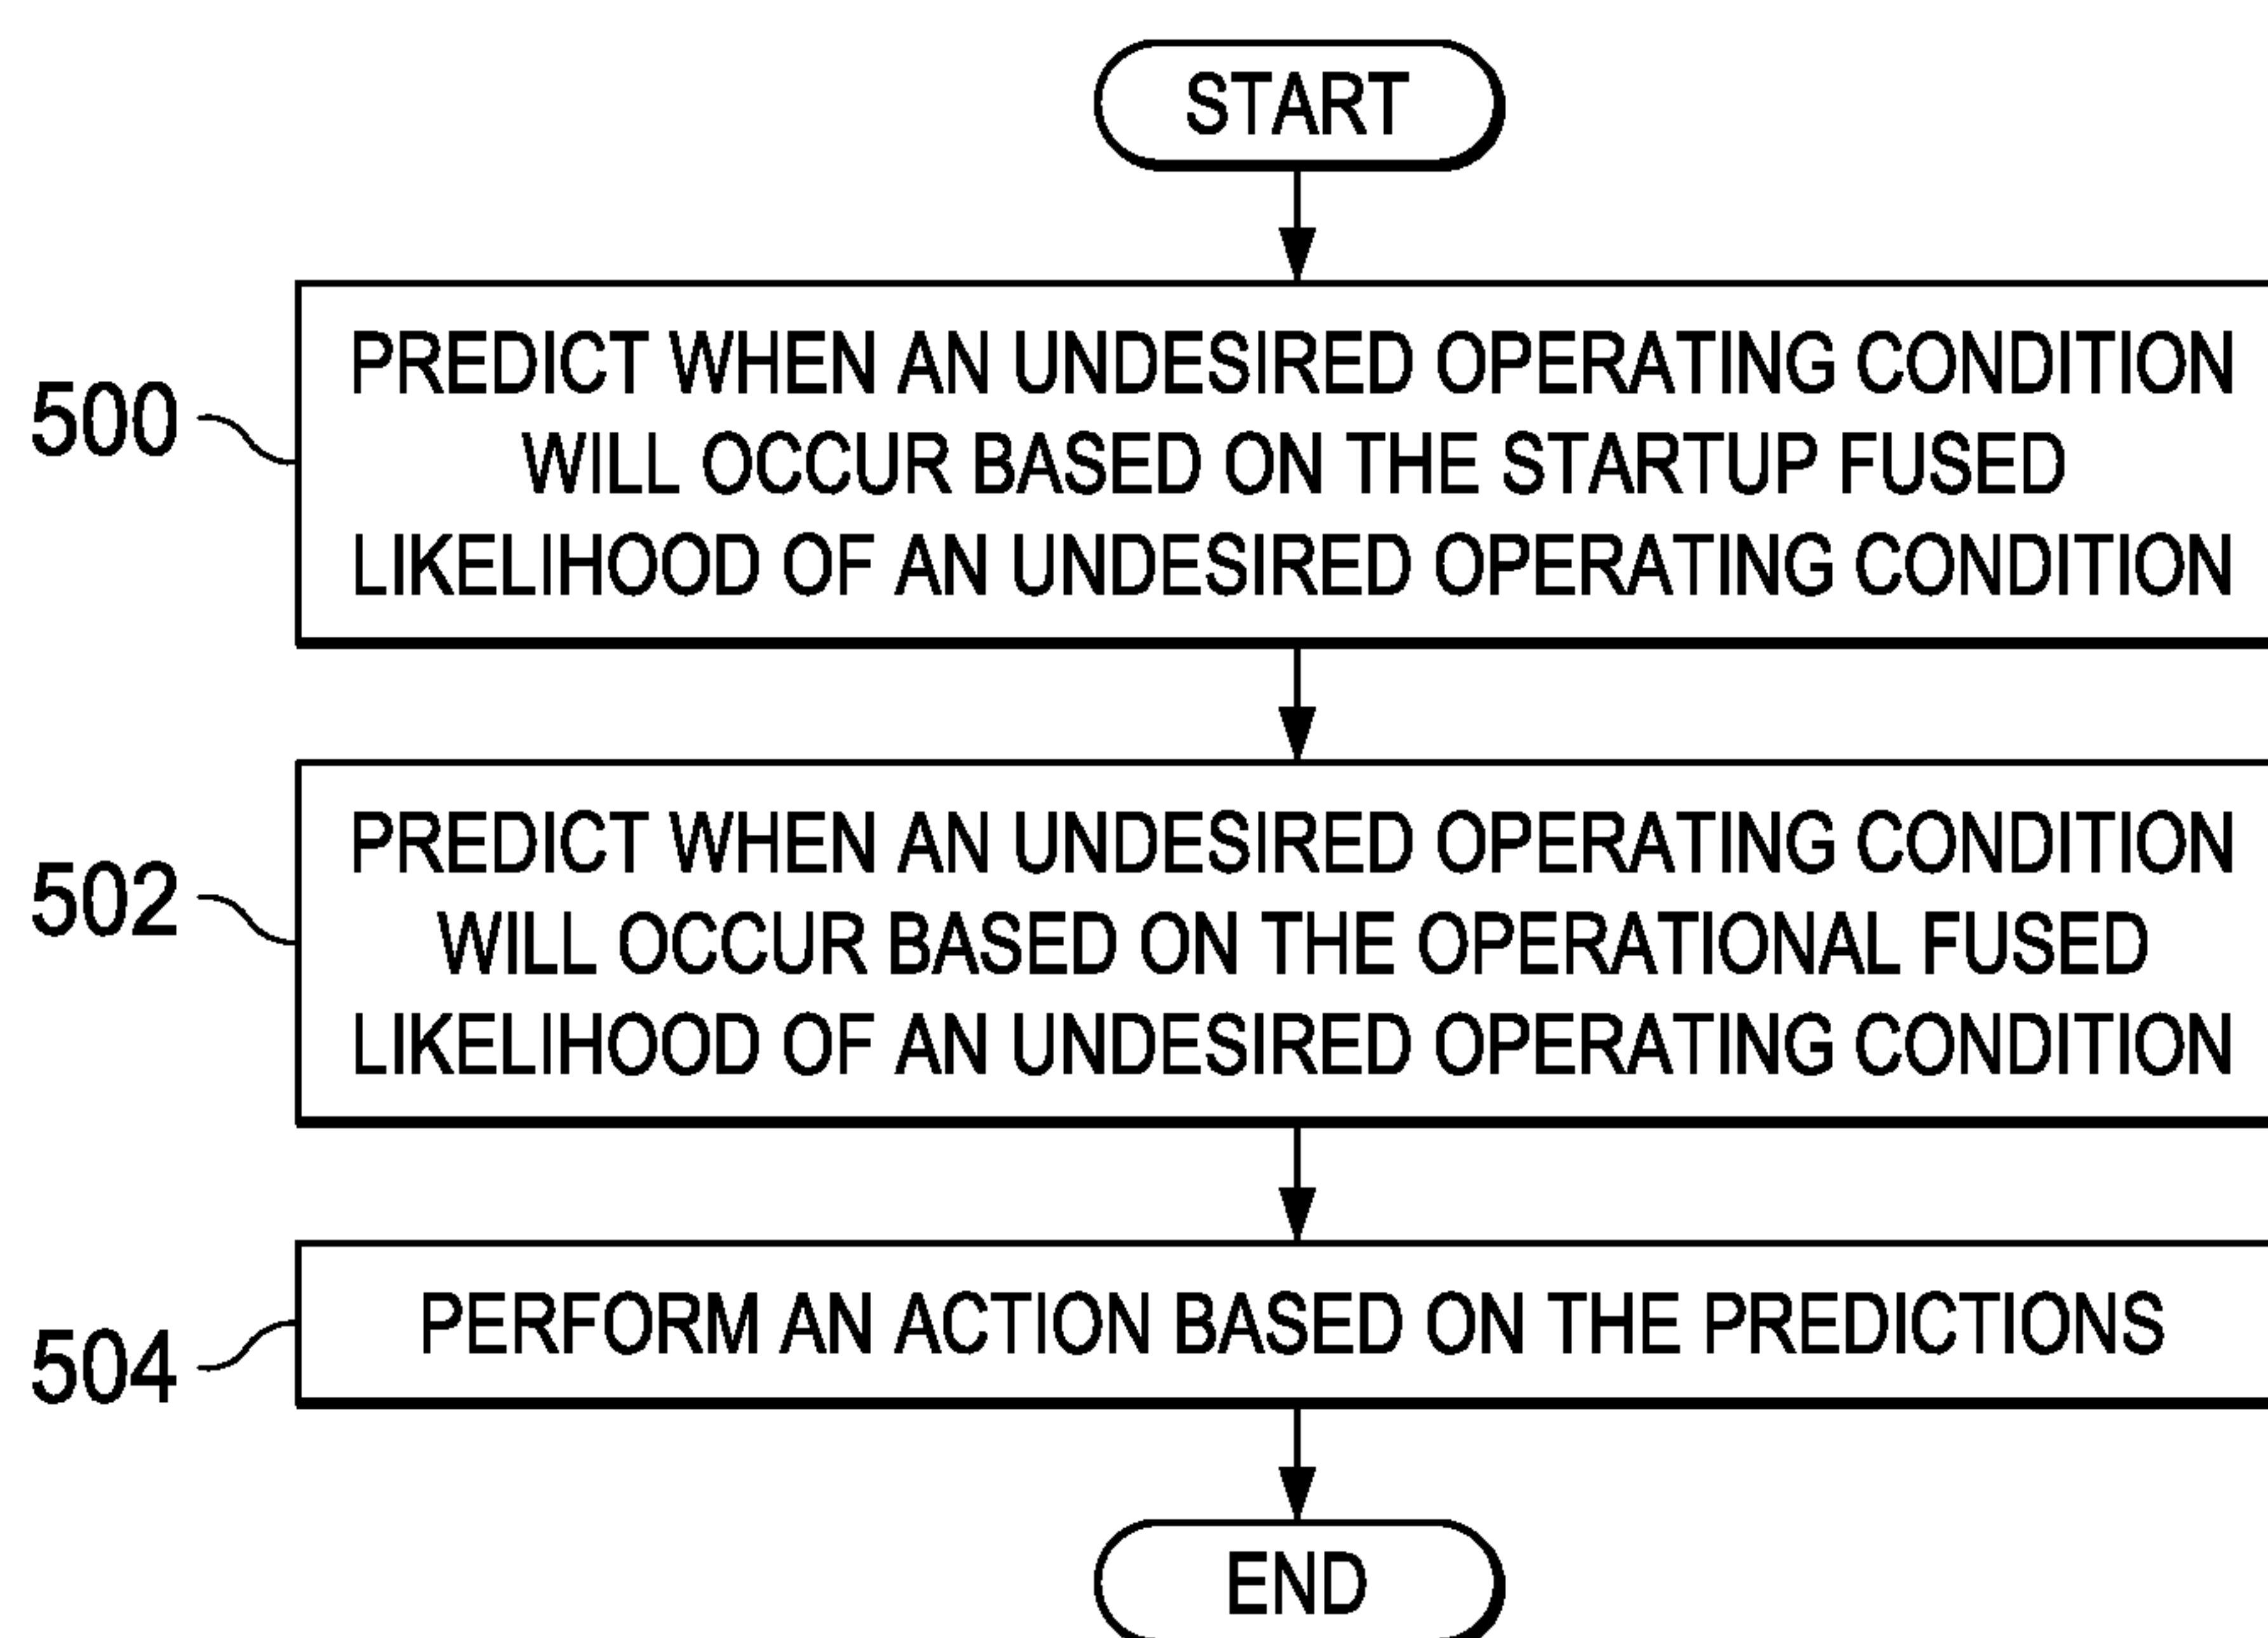 START
500
PREDICT WHEN AN UNDESIRED OPERATING CONDITION
WILL OCCUR BASED ON THE STARTUP FUSED
LIKELIHOOD OF AN UNDESIRED OPERATING CONDITION
502
PREDICT WHEN AN UNDESIRED OPERATING CONDITION
WILL OCCUR BASED ON THE OPERATIONAL FUSED
LIKELIHOOD OF AN UNDESIRED OPERATING CONDITION
504
PERFORM AN ACTION BASED ON THE PREDICTIONS
END